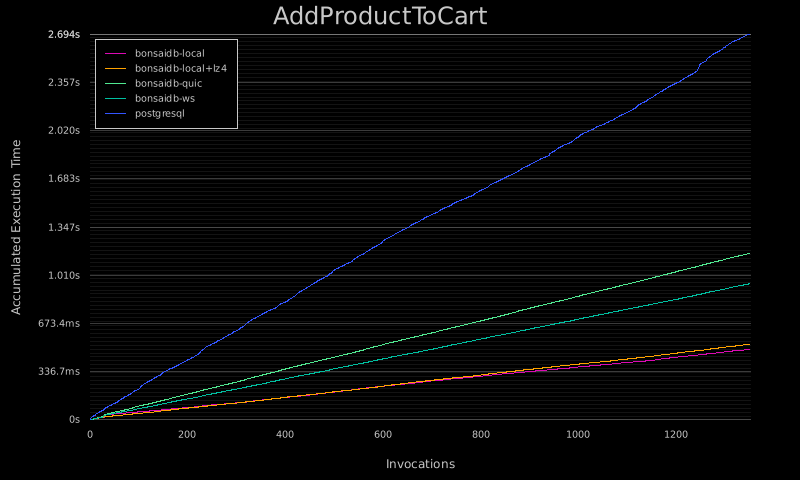 AddProductToCart
2.694s
2.357s
2.020s
1.683s
1.347s
1.010s
673.4ms
336.7ms
0s
Accumulated Execution Time
bonsaidb-local
bonsaidb-local+lz4
bonsaidb-quic
bonsaidb-ws
postgresql
0 200 400 600 800 1000 1200
Invocations